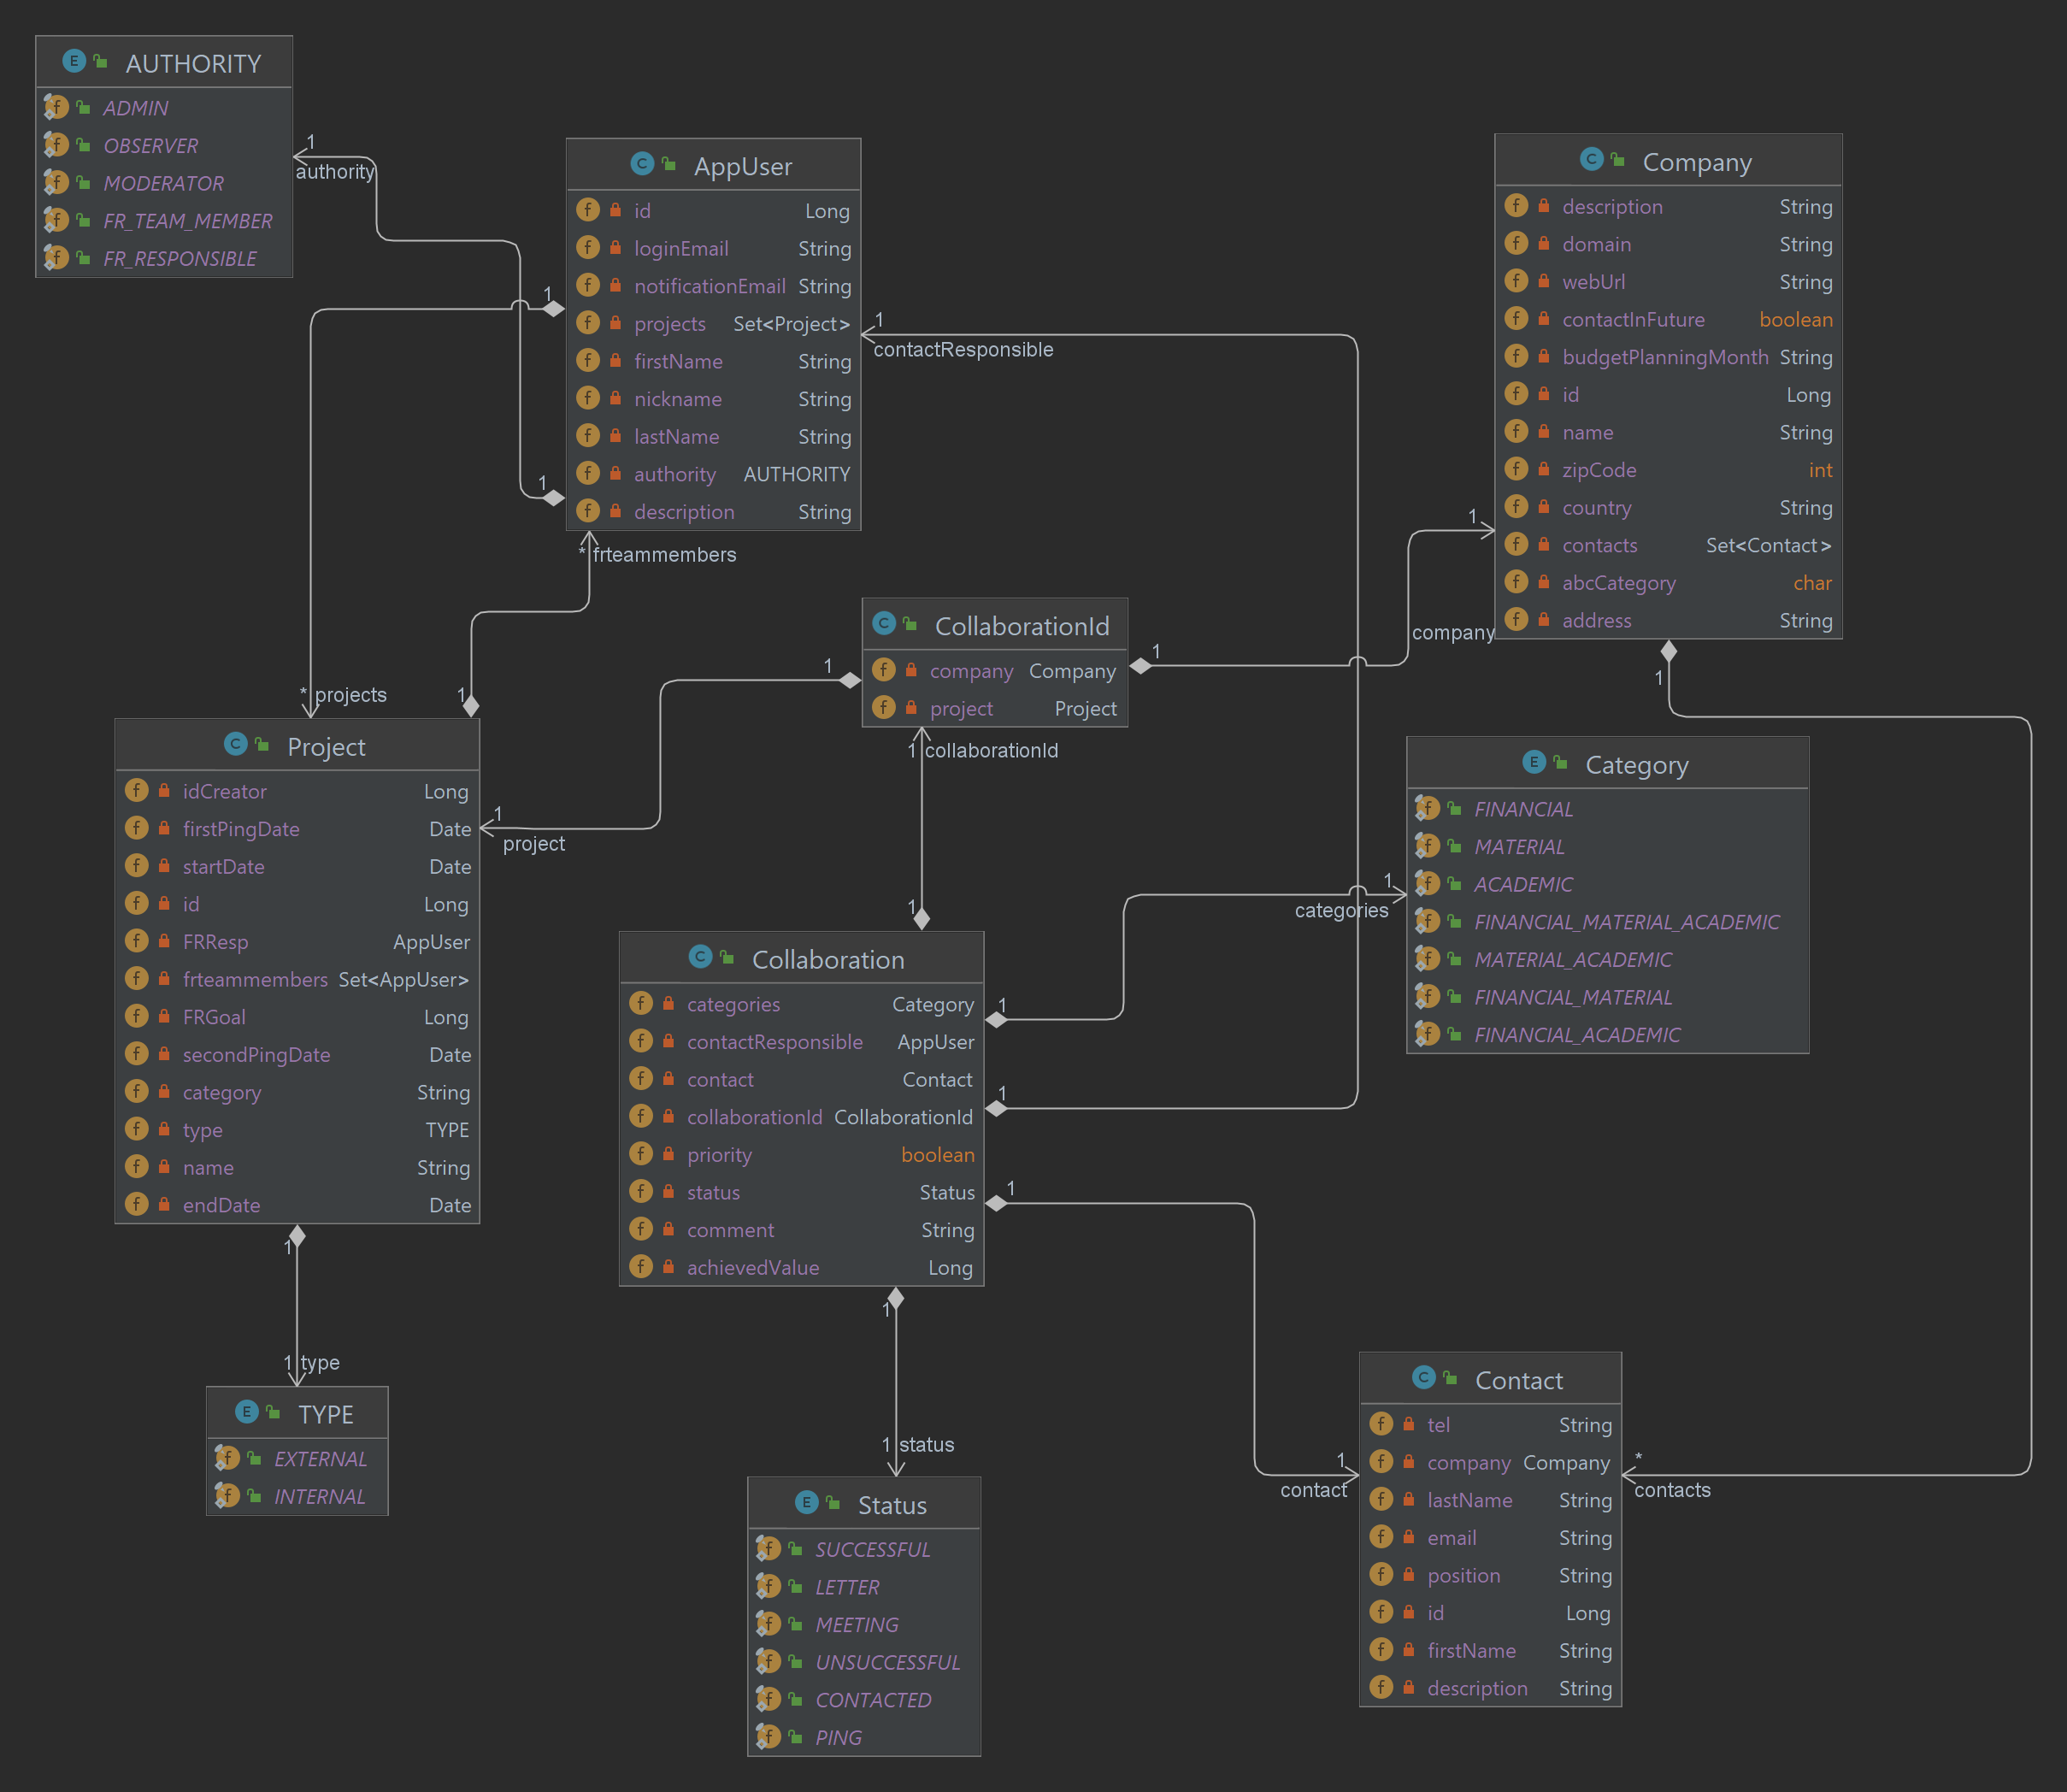 AUTHORITY
ADMIN
OBSERVER
MODERATOR
FR_TEAM_MEMBER
FR_RESPONSIBLE
1
authority
AppUser
id Long
loginEmail String
notificationEmail String
projects Set<Project>
firstName String
nickname String
lastName String
authority AUTHORITY
description String
1
1
1
contactResponsible
* frteammembers
Company
description String
domain String
webUrl String
contactInFuture boolean
budgetPlanningMonth String
id Long
name String
zipCode int
country String
contacts Set<Contact>
abcCategory char
address String
1
company
1
CollaborationId
company Company
project Project
1
1
1 collaborationId
* projects
1
Project
idCreator Long
firstPingDate Date
startDate Date
id Long
FRResp AppUser
frteammembers Set<AppUser>
FRGoal Long
secondPingDate Date
category String
type TYPE
name String
endDate Date
1
project
1
1 type
TYPE
EXTERNAL
INTERNAL
Category
FINANCIAL
MATERIAL
ACADEMIC
FINANCIAL_MATERIAL_ACADEMIC
MATERIAL_ACADEMIC
FINANCIAL_MATERIAL
FINANCIAL_ACADEMIC
1
categories
1
Collaboration
categories Category
contactResponsible AppUser
contact Contact
collaborationId CollaborationId
priority boolean
status Status
comment String
achievedValue Long
1
1
1
1
1 status
Status
SUCCESSFUL
LETTER
MEETING
UNSUCCESSFUL
CONTACTED
PING
1
contact
Contact
tel String
company Company
lastName String
email String
position String
id Long
firstName String
description String
*
contacts